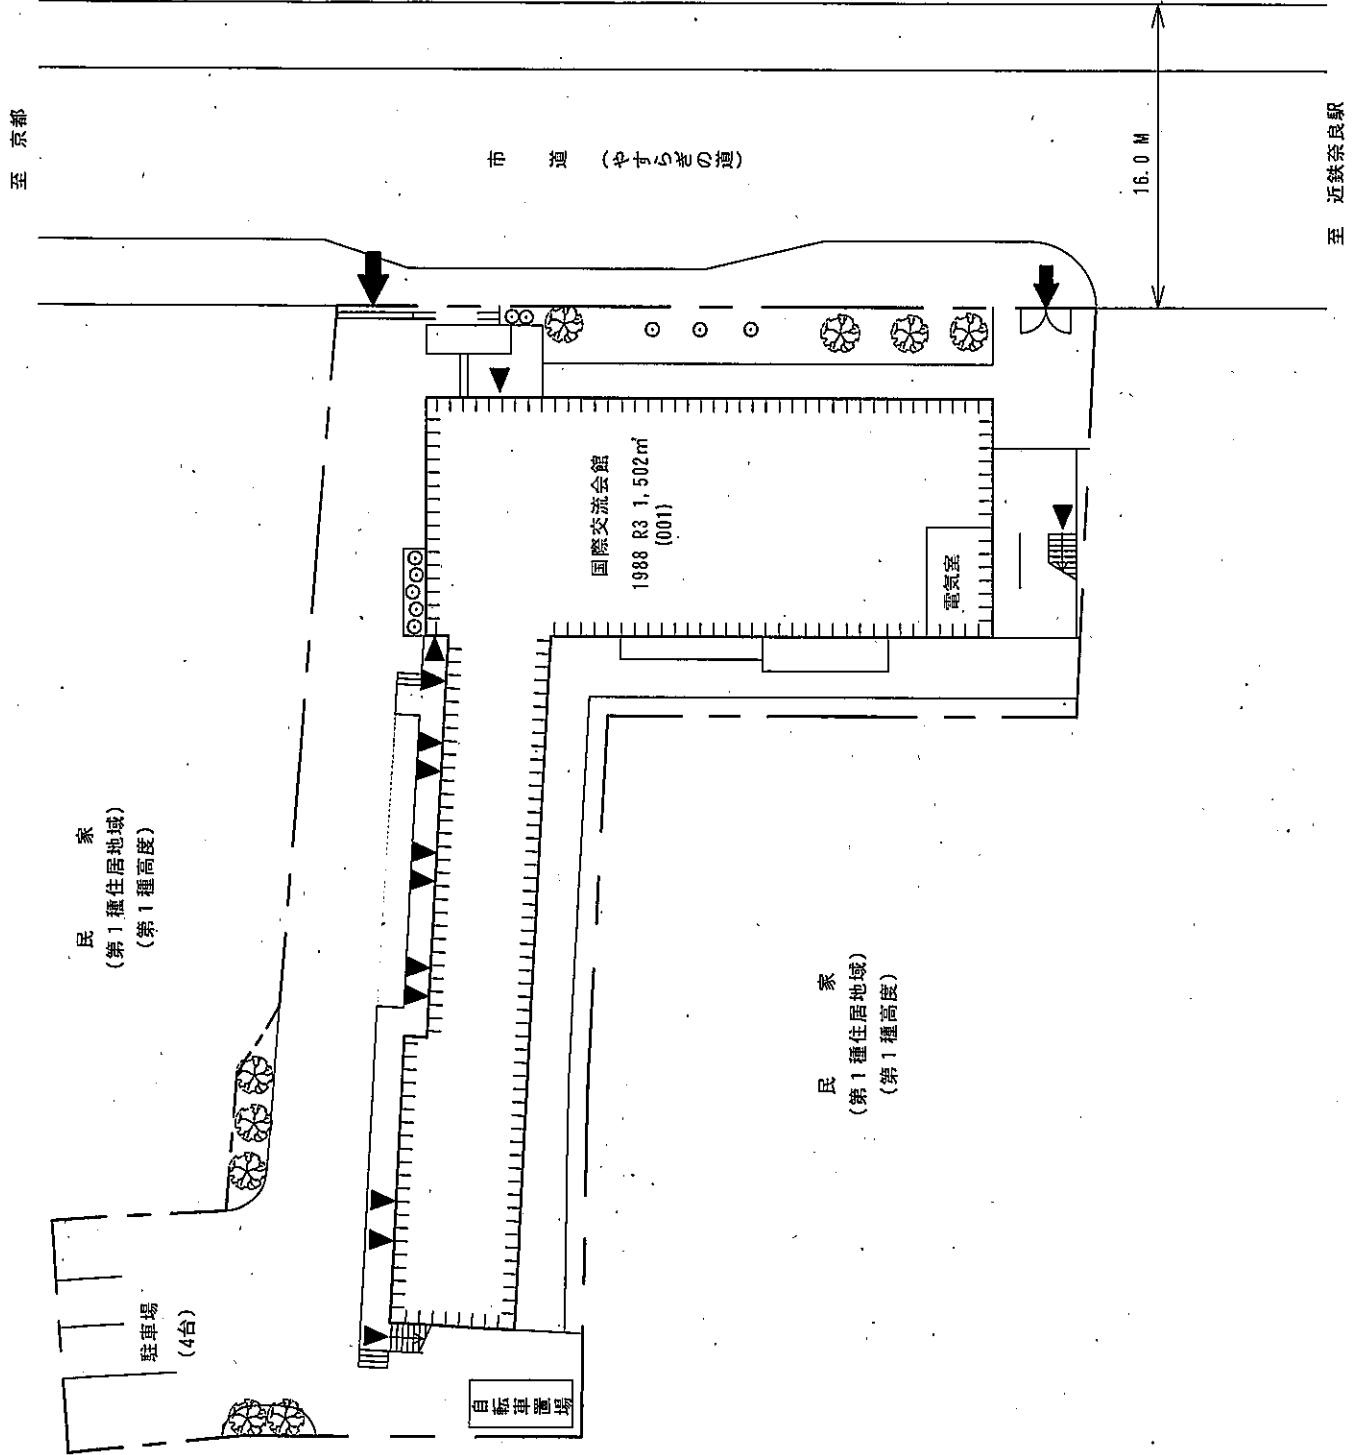 至 京都
市 道 (やすらぎの道)
16.0 M
至 近鉄奈良駅
国際交流会館
1988 R3 1,502㎡
(001)
電気室
民 家
(第1種住居地域)
(第1種高度)
民 家
(第1種住居地域)
(第1種高度)
駐車場
(4台)
自転車置場